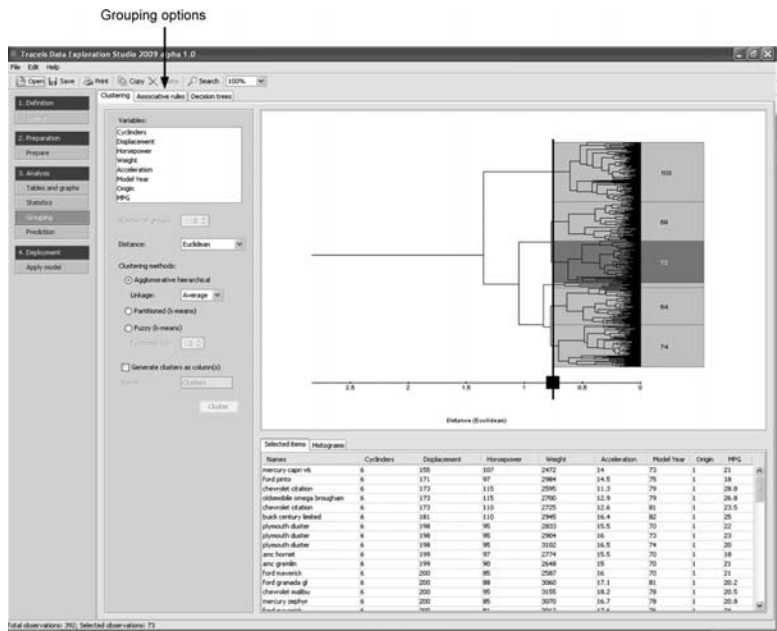 Grouping options
Traceis Data Exploration Studio 2009 alpha 1.0
File Edit Help
Open Save Print Copy Search 100%
Clustering Associative rules Decision trees
1. Definition
2. Preparation
Prepare
3. Analysis
Tables and graphs
Statistics
Grouping
Prediction
4. Deployment
Apply model
Variables:
Cyclinders
Displacement
Horsepower
Weight
Acceleration
Model Year
Origin
MPG
Number of groups:
Distance: Euclidean
Clustering methods:
Agglomerative hierarchical
Linkage: Average
Partitioned (k-means)
Fuzzy (k-means)
Generate clusters as column(s)
Name: Clusters
Cluster
103
73
64
74
2.5 2 1.5 1 0.5 0
Distance (Euclidean)
Selected items Histograms
Names Cyclinders Displacement Horsepower Weight Acceleration Model Year Origin MPG
mercury capri v6 6 155 107 2472 14 73 1 21
ford pinto 6 171 97 2984 14.5 75 1 18
chevrolet citation 6 173 115 2595 11.3 79 1 28.8
oldsmobile omega brougham 6 173 115 2700 12.9 79 1 26.8
chevrolet citation 6 173 110 2725 12.6 81 1 23.5
buick century limited 6 181 110 2945 16.4 82 1 25
plymouth duster 6 198 95 2833 15.5 70 1 22
plymouth duster 6 198 95 2904 16 73 1 23
plymouth duster 6 198 95 3102 16.5 74 1 20
amc hornet 6 199 97 2774 15.5 70 1 18
amc gremlin 6 199 90 2648 15 70 1 21
ford maverick 6 200 85 2587 16 70 1 21
ford granada gl 6 200 88 3060 17.1 81 1 20.2
chevrolet malibu 6 200 95 3155 18.2 78 1 20.5
mercury zephyr 6 200 85 3070 16.7 78 1 20.8
Total observations: 392; Selected observations: 73